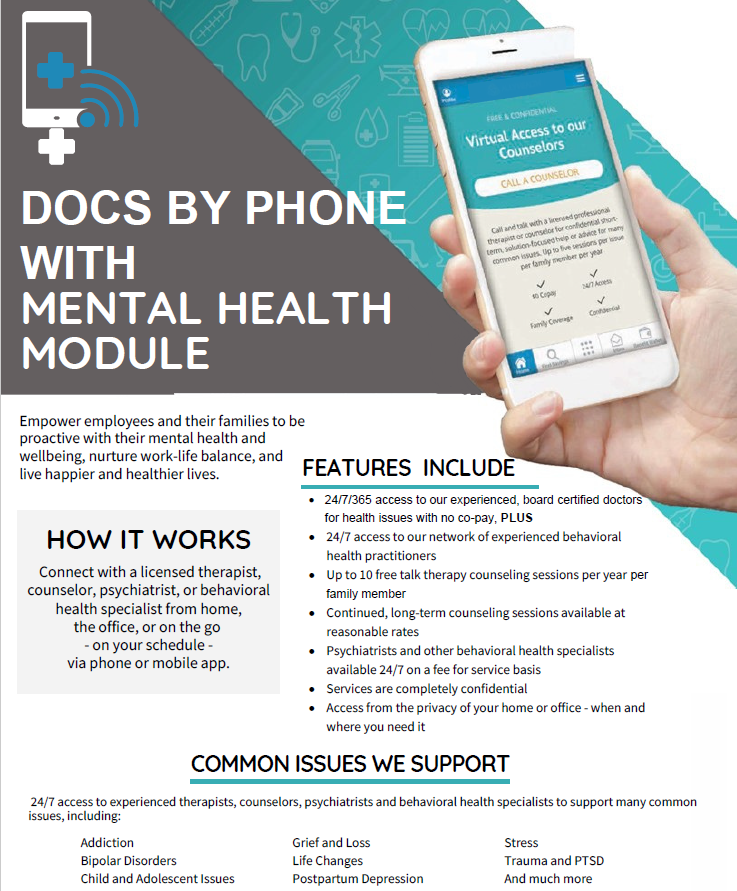 DOCS BY PHONE
WITH
MENTAL HEALTH
MODULE
FREE & CONFIDENTIAL
Virtual Access to our
Counselors
CALL A COUNSELOR
Call and talk with a licensed professional
therapist or counselor for confidential short-
term, solution-focused help or advice for many
common issues. Up to five sessions per issue
per family member per year
$0 Copay
24/7 Access
Family Coverage
Confidential
Home
Empower employees and their families to be
proactive with their mental health and
wellbeing, nurture work-life balance, and
live happier and healthier lives.
HOW IT WORKS
Connect with a licensed therapist,
counselor, psychiatrist, or behavioral
health specialist from home,
the office, or on the go
- on your schedule -
via phone or mobile app.
FEATURES INCLUDE
• 24/7/365 access to our experienced, board certified doctors
for health issues with no co-pay, PLUS
• 24/7 access to our network of experienced behavioral
health practitioners
• Up to 10 free talk therapy counseling sessions per year per
family member
• Continued, long-term counseling sessions available at
reasonable rates
• Psychiatrists and other behavioral health specialists
available 24/7 on a fee for service basis
• Services are completely confidential
• Access from the privacy of your home or office - when and
where you need it
COMMON ISSUES WE SUPPORT
24/7 access to experienced therapists, counselors, psychiatrists and behavioral health specialists to support many common
issues, including:
Addiction
Bipolar Disorders
Child and Adolescent Issues
Grief and Loss
Life Changes
Postpartum Depression
Stress
Trauma and PTSD
And much more